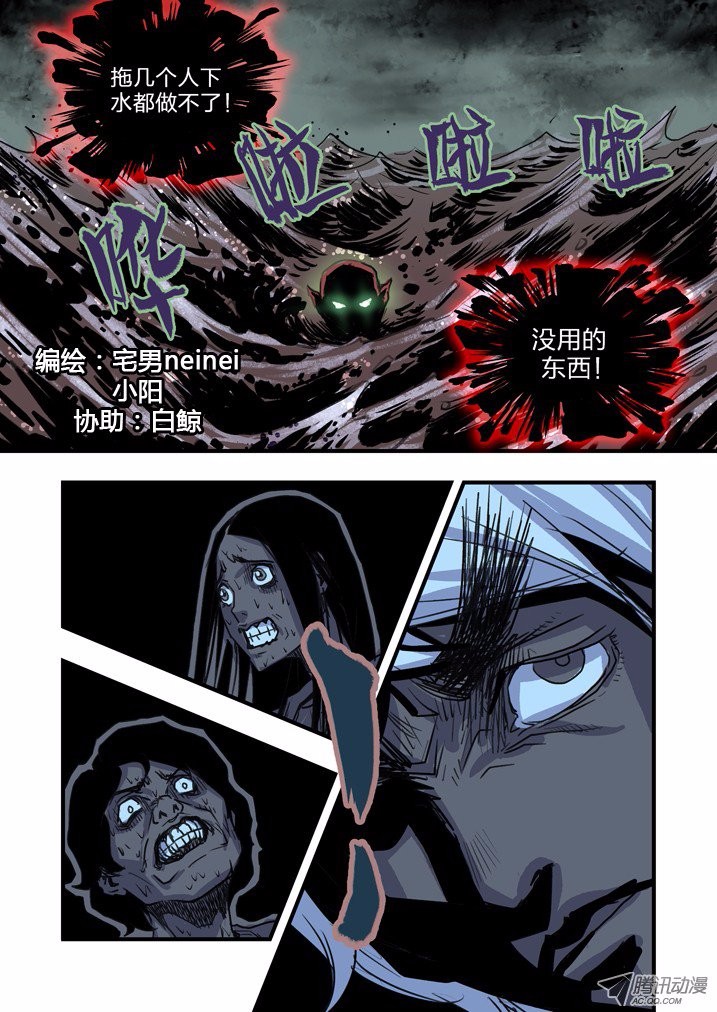 拖几个人下
水都做不了!
哗啦啦啦
没用的
东西!
编绘:宅男neinei
小阳
协助:白鲸
!
腾讯动漫
AC.QQ.COM